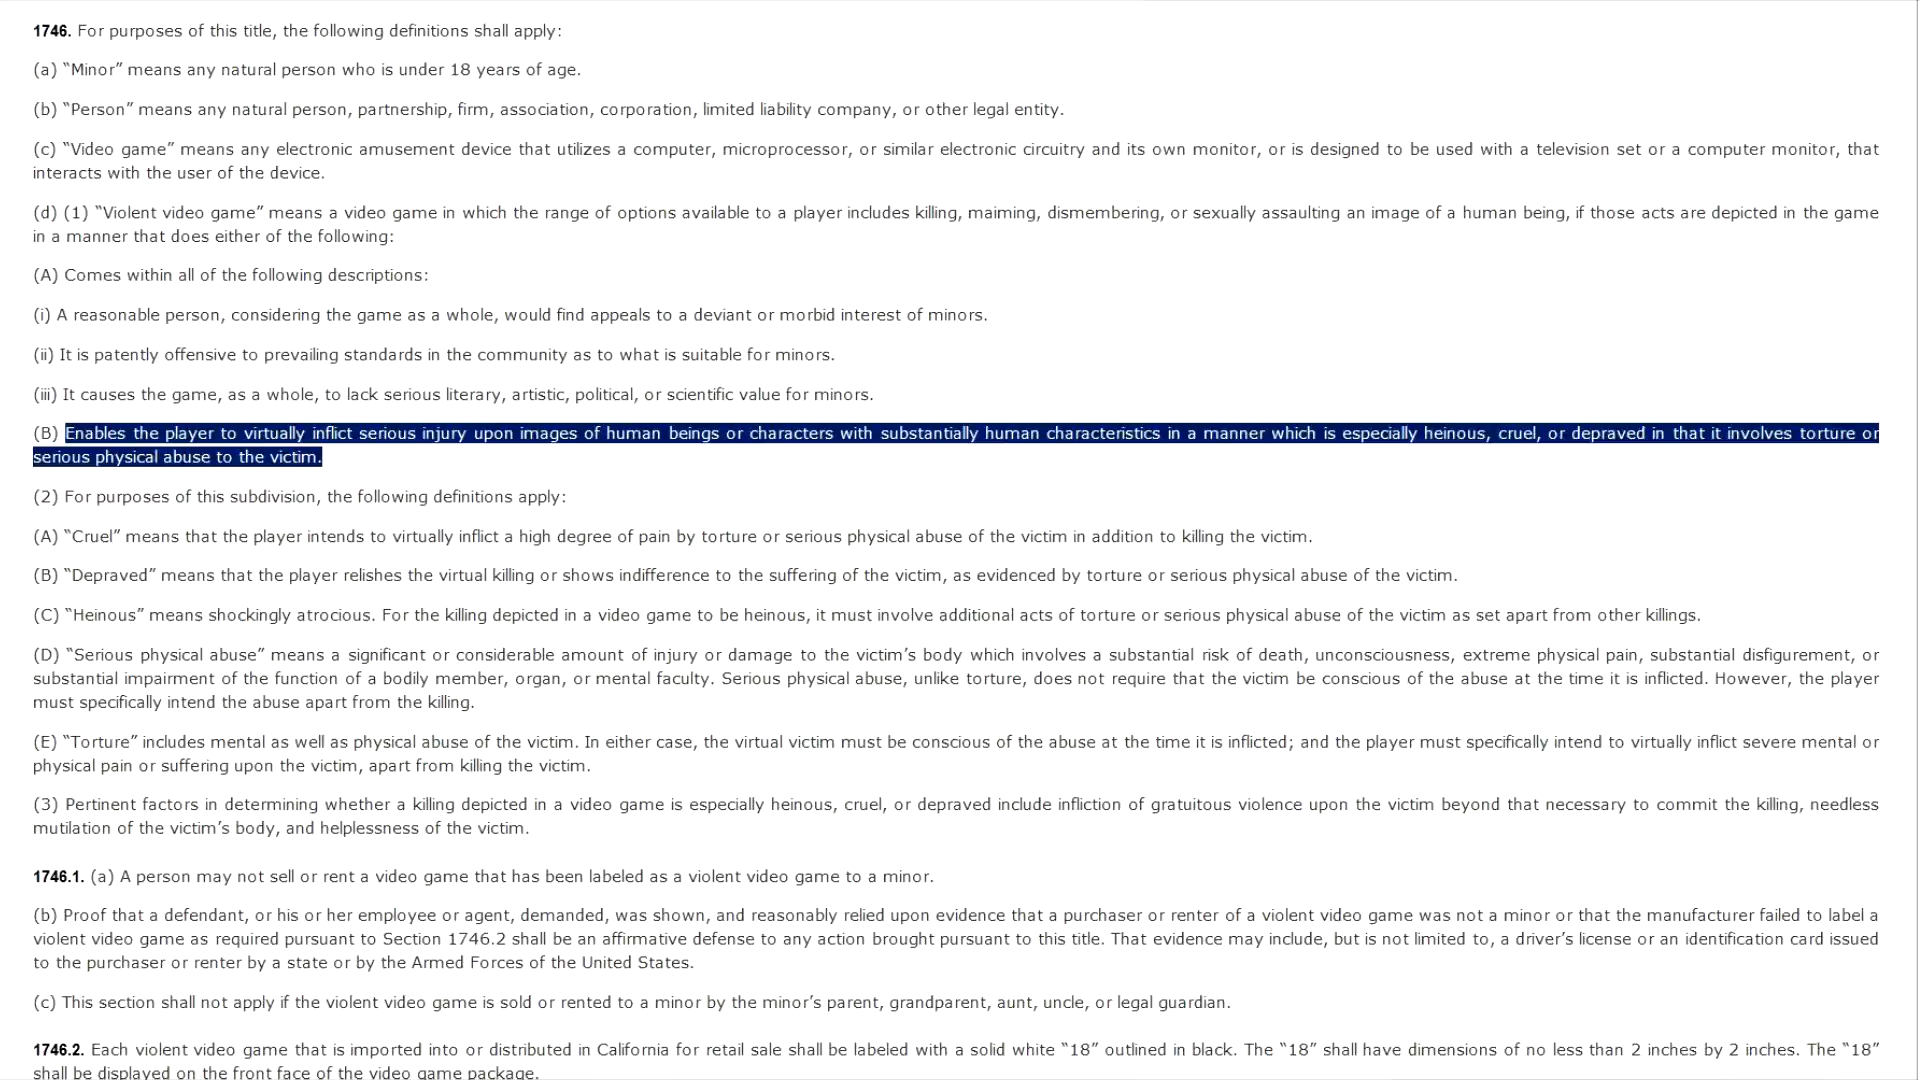 1746. For purposes of this title, the following definitions shall apply:
(a) “Minor” means any natural person who is under 18 years of age.
(b) “Person” means any natural person, partnership, firm, association, corporation, limited liability company, or other legal entity.
(c) “Video game” means any electronic amusement device that utilizes a computer, microprocessor, or similar electronic circuitry and its own monitor, or is designed to be used with a television set or a computer monitor, that
interacts with the user of the device.
(d) (1) “Violent video game” means a video game in which the range of options available to a player includes killing, maiming, dismembering, or sexually assaulting an image of a human being, if those acts are depicted in the game
in a manner that does either of the following:
(A) Comes within all of the following descriptions:
(i) A reasonable person, considering the game as a whole, would find appeals to a deviant or morbid interest of minors.
(ii) It is patently offensive to prevailing standards in the community as to what is suitable for minors.
(iii) It causes the game, as a whole, to lack serious literary, artistic, political, or scientific value for minors.
(B) Enables the player to virtually inflict serious injury upon images of human beings or characters with substantially human characteristics in a manner which is especially heinous, cruel, or depraved in that it involves torture or
serious physical abuse to the victim.
(2) For purposes of this subdivision, the following definitions apply:
(A) “Cruel” means that the player intends to virtually inflict a high degree of pain by torture or serious physical abuse of the victim in addition to killing the victim.
(B) “Depraved” means that the player relishes the virtual killing or shows indifference to the suffering of the victim, as evidenced by torture or serious physical abuse of the victim.
(C) “Heinous” means shockingly atrocious. For the killing depicted in a video game to be heinous, it must involve additional acts of torture or serious physical abuse of the victim as set apart from other killings.
(D) “Serious physical abuse” means a significant or considerable amount of injury or damage to the victim’s body which involves a substantial risk of death, unconsciousness, extreme physical pain, substantial disfigurement, or
substantial impairment of the function of a bodily member, organ, or mental faculty. Serious physical abuse, unlike torture, does not require that the victim be conscious of the abuse at the time it is inflicted. However, the player
must specifically intend the abuse apart from the killing.
(E) “Torture” includes mental as well as physical abuse of the victim. In either case, the virtual victim must be conscious of the abuse at the time it is inflicted; and the player must specifically intend to virtually inflict severe mental or
physical pain or suffering upon the victim, apart from killing the victim.
(3) Pertinent factors in determining whether a killing depicted in a video game is especially heinous, cruel, or depraved include infliction of gratuitous violence upon the victim beyond that necessary to commit the killing, needless
mutilation of the victim’s body, and helplessness of the victim.
1746.1. (a) A person may not sell or rent a video game that has been labeled as a violent video game to a minor.
(b) Proof that a defendant, or his or her employee or agent, demanded, was shown, and reasonably relied upon evidence that a purchaser or renter of a violent video game was not a minor or that the manufacturer failed to label a
violent video game as required pursuant to Section 1746.2 shall be an affirmative defense to any action brought pursuant to this title. That evidence may include, but is not limited to, a driver’s license or an identification card issued
to the purchaser or renter by a state or by the Armed Forces of the United States.
(c) This section shall not apply if the violent video game is sold or rented to a minor by the minor’s parent, grandparent, aunt, uncle, or legal guardian.
1746.2. Each violent video game that is imported into or distributed in California for retail sale shall be labeled with a solid white “18” outlined in black. The “18” shall have dimensions of no less than 2 inches by 2 inches. The “18”
shall be displayed on the front face of the video game package.